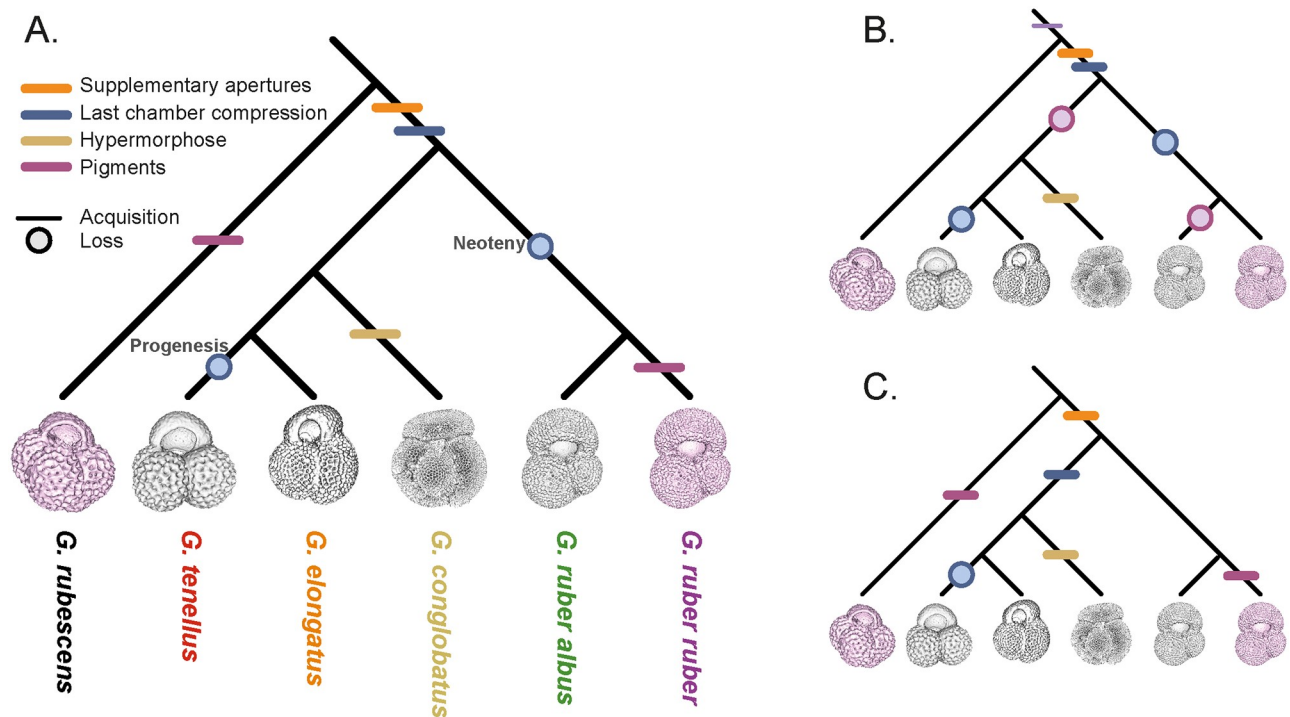 A.
Supplementary apertures
Last chamber compression
Hypermorphose
Pigments
Acquisition
Loss
Neoteny
Progenesis
G. rubescens
G. tenellus
G. elongatus
G. conglobatus
G. ruber albus
G. ruber ruber
B.
C.